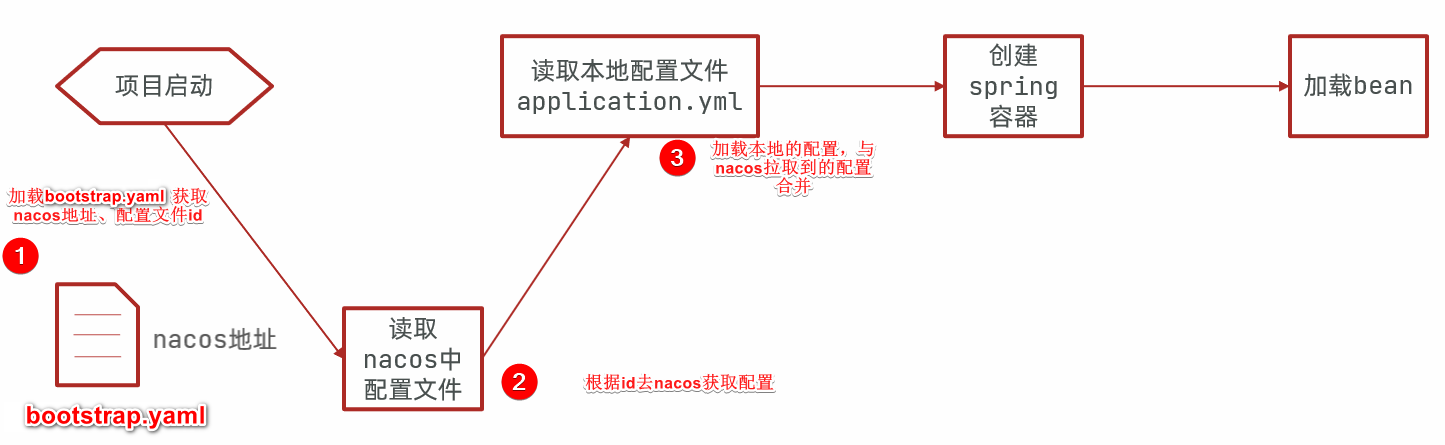 项目启动
加载bootstrap.yaml 获取
nacos地址、配置文件id
1
nacos地址
bootstrap.yaml
读取
nacos中
配置文件
2
根据id去nacos获取配置
读取本地配置文件
application.yml
3
加载本地的配置，与
nacos拉取到的配置
合并
创建
spring
容器
加载bean